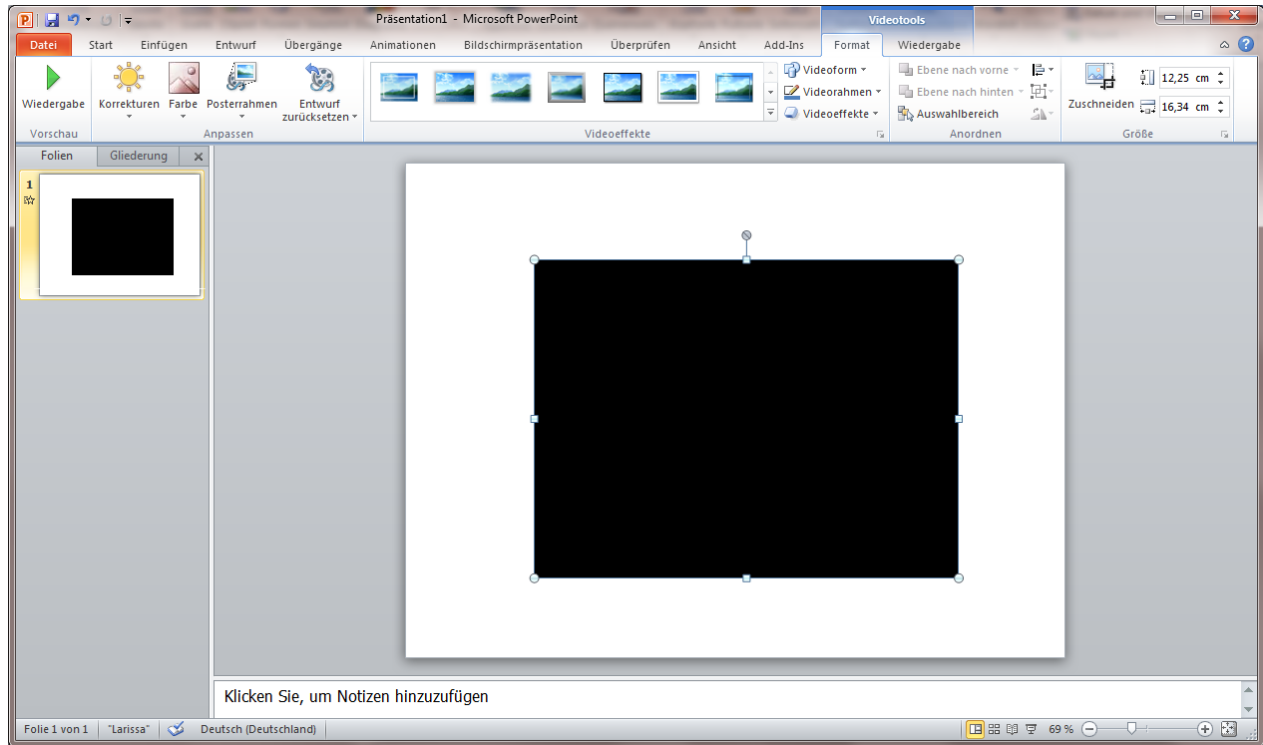 Präsentation1 - Microsoft PowerPoint
Videotools
Datei Start Einfügen Entwurf Übergänge Animationen Bildschirmpräsentation Überprüfen Ansicht Add-Ins Format Wiedergabe
Wiedergabe
Korrekturen Farbe Posterrahmen Entwurf zurücksetzen
Videoform
Videorahmen
Videoeffekte
Ebene nach vorne
Ebene nach hinten
Auswahlbereich
Zuschneiden
12,25 cm
16,34 cm
Vorschau Anpassen Videoeffekte Anordnen Größe
Folien Gliederung
1
Klicken Sie, um Notizen hinzuzufügen
Folie 1 von 1 "Larissa" Deutsch (Deutschland) 69 %